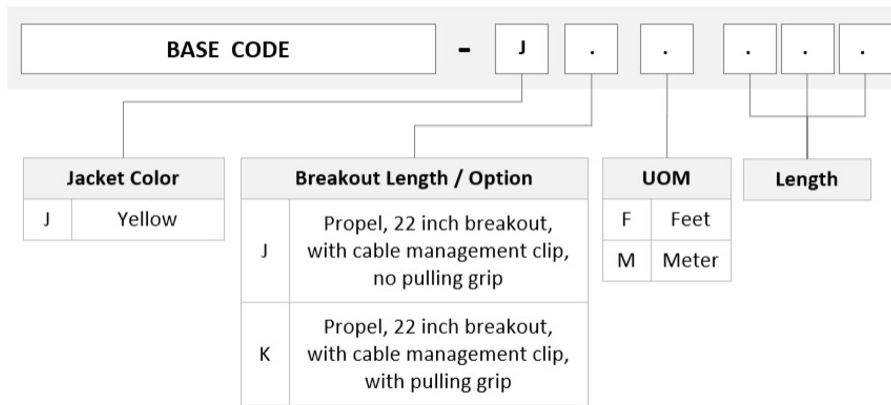 BASE CODE - J . . . . .
Jacket Color
J Yellow
Breakout Length / Option
J Propel, 22 inch breakout,
with cable management clip,
no pulling grip
K Propel, 22 inch breakout,
with cable management clip,
with pulling grip
UOM
F Feet
M Meter
Length